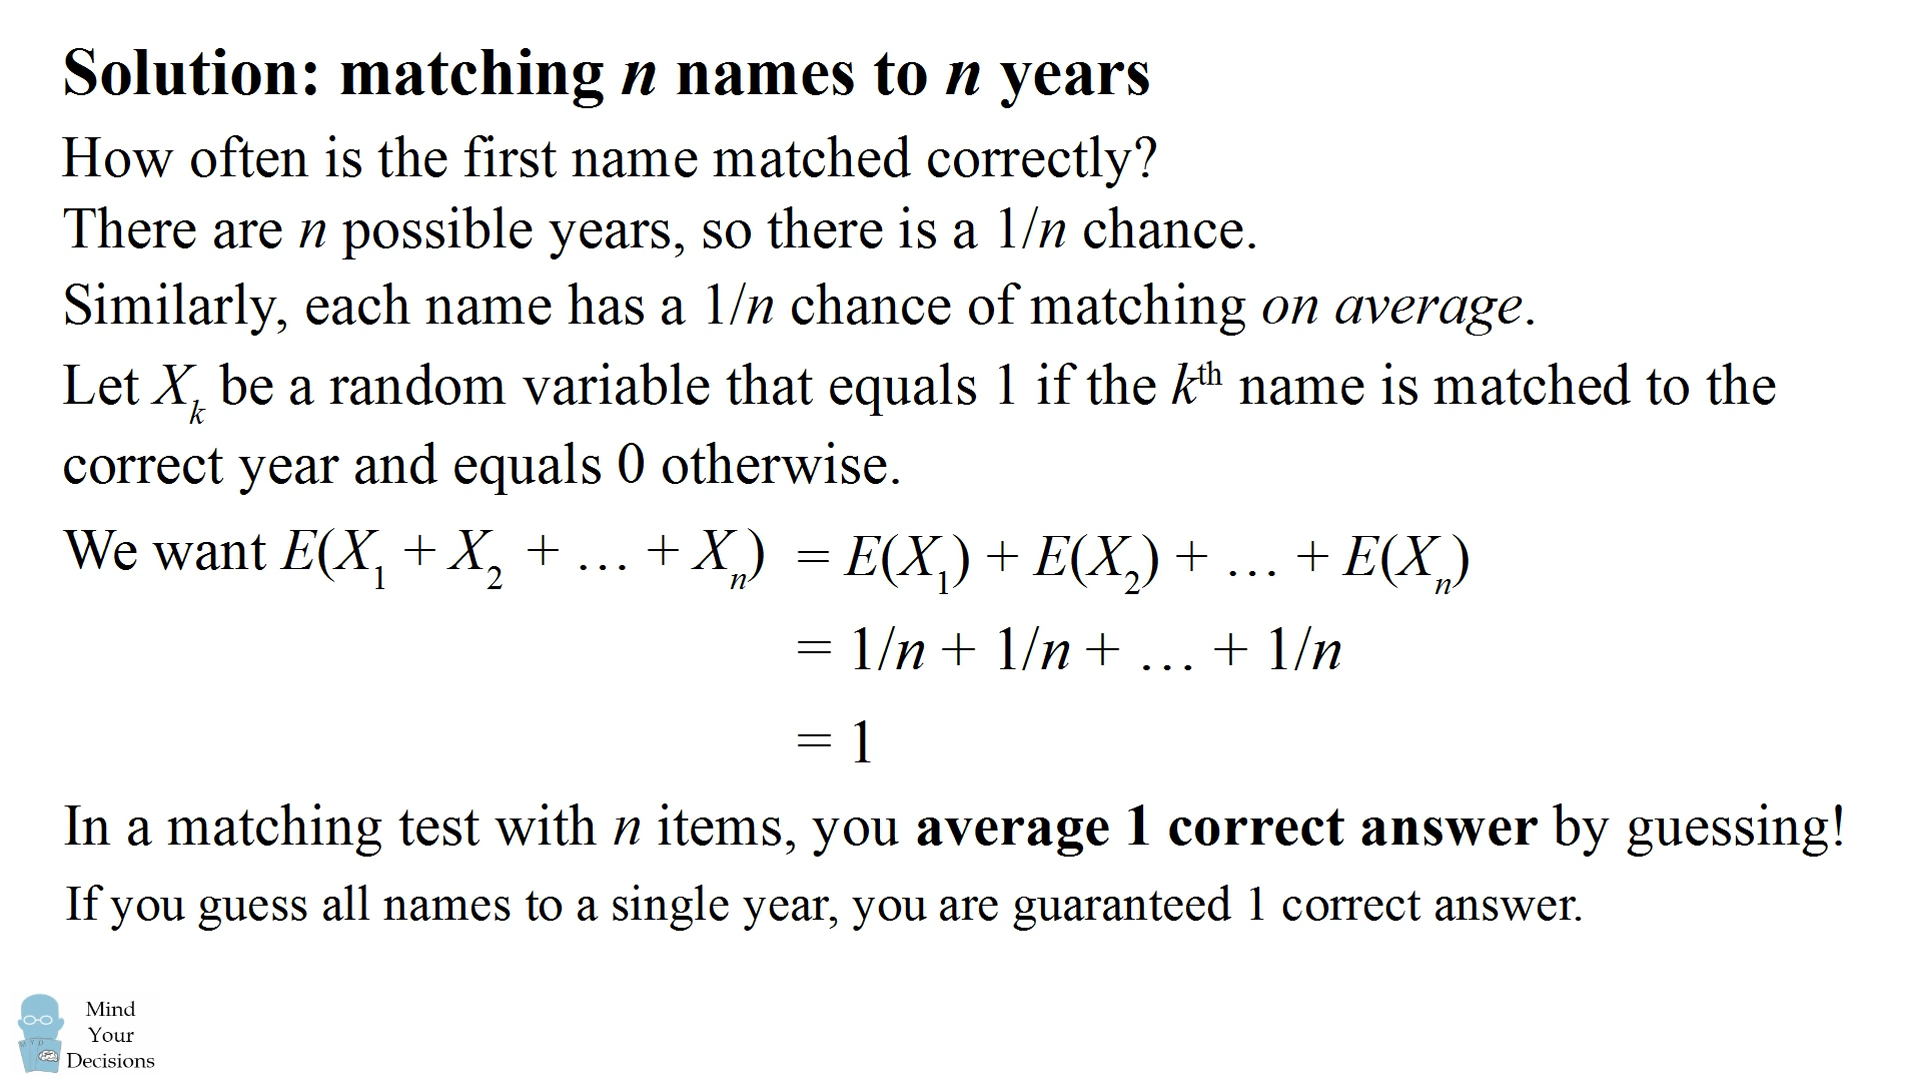 Solution: matching n names to n years
How often is the first name matched correctly?
There are n possible years, so there is a 1/n chance.
Similarly, each name has a 1/n chance of matching on average.
Let Xₖ be a random variable that equals 1 if the kᵗʰ name is matched to the
correct year and equals 0 otherwise.
We want E(X₁ + X₂ + … + Xₙ) = E(X₁) + E(X₂) + … + E(Xₙ)
= 1/n + 1/n + … + 1/n
= 1
In a matching test with n items, you average 1 correct answer by guessing!
If you guess all names to a single year, you are guaranteed 1 correct answer.
Mind
Your
Decisions